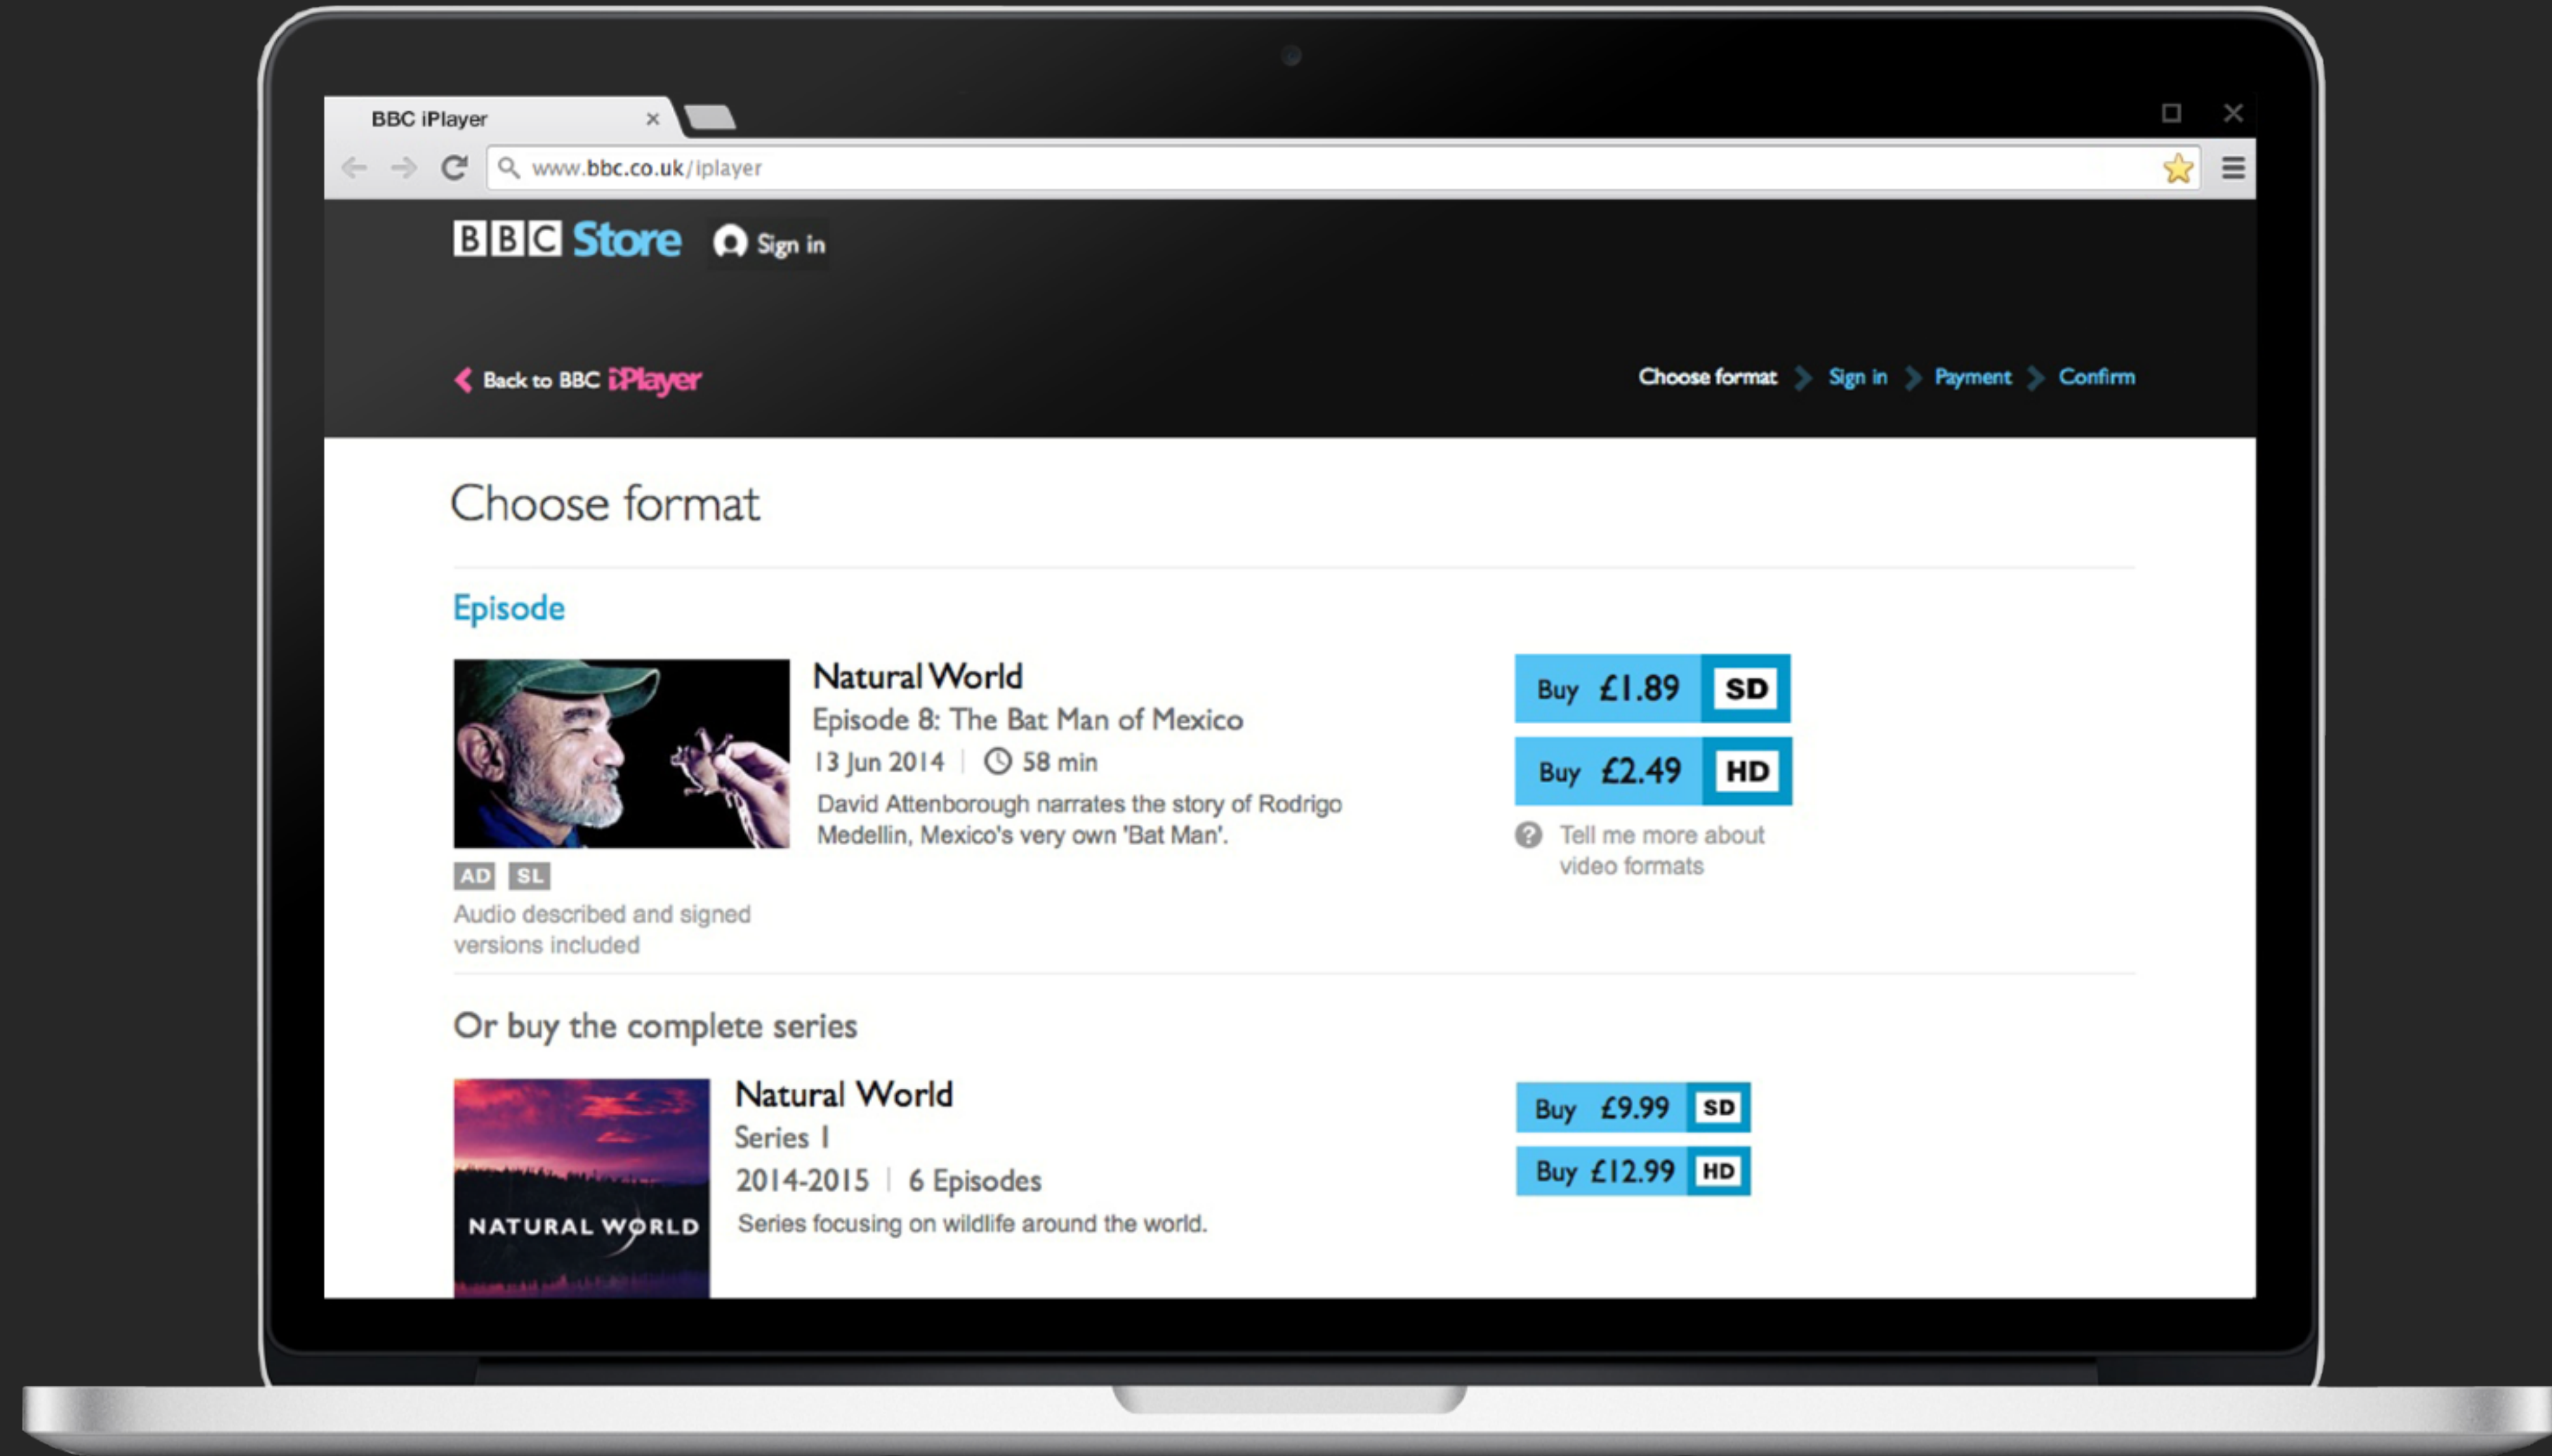 BBC iPlayer
www.bbc.co.uk/iplayer
BBC Store Sign in
Back to BBC iPlayer
Choose format Sign in Payment Confirm
Choose format
Episode
Natural World
Episode 8: The Bat Man of Mexico
13 Jun 2014 58 min
David Attenborough narrates the story of Rodrigo
Medellin, Mexico's very own 'Bat Man'.
Buy £1.89 SD
Buy £2.49 HD
Tell me more about
video formats
AD SL
Audio described and signed
versions included
Or buy the complete series
NATURAL WORLD
Natural World
Series 1
2014-2015 6 Episodes
Series focusing on wildlife around the world.
Buy £9.99 SD
Buy £12.99 HD